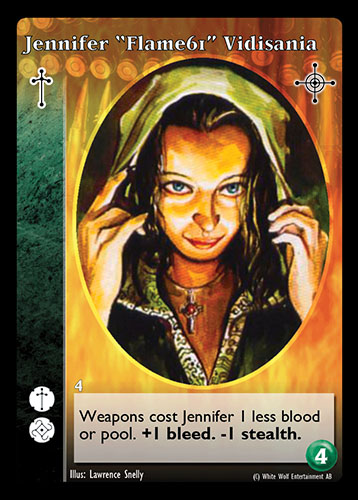 Jennifer "Flame61" Vidisania
4
Weapons cost Jennifer 1 less blood
or pool. +1 bleed. -1 stealth.
4
Illus: Lawrence Snelly
(C) White Wolf Entertainment AB